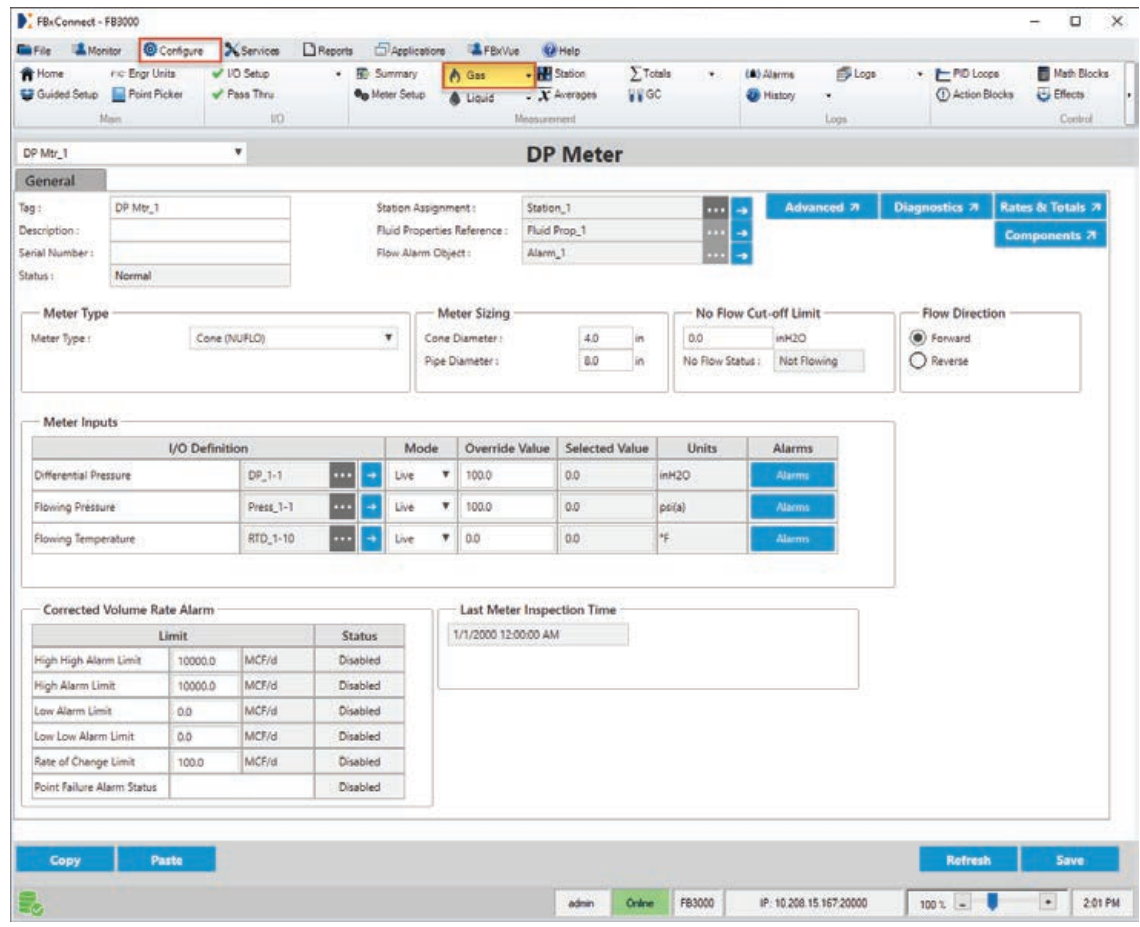 FBxConnect - FB3000
File Monitor Configure Services Reports Applications FBxVue Help
Home Engr Units I/O Setup Summary Gas Station Totals Alarms Logs PID Loops Math Blocks
Guided Setup Point Picker Pass Thru Meter Setup Liquid Averages GC History Action Blocks Effects
Main I/O Measurement Logs Control
DP Mtr_1 DP Meter
General
Tag : DP Mtr_1 Station Assignment : Station_1 Advanced Diagnostics Rates & Totals
Description : Fluid Properties Reference : Fluid Prop_1 Components
Serial Number : Flow Alarm Object : Alarm_1
Status : Normal
Meter Type Meter Sizing No Flow Cut-off Limit Flow Direction
Meter Type : Cone (NUFLO) Cone Diameter : 4.0 in 0.0 inH2O Forward
Pipe Diameter : 8.0 in No Flow Status : Not Flowing Reverse
Meter Inputs
I/O Definition Mode Override Value Selected Value Units Alarms
Differential Pressure DP_1-1 Live 100.0 0.0 inH2O Alarms
Flowing Pressure Press_1-1 Live 100.0 0.0 psi(a) Alarms
Flowing Temperature RTD_1-10 Live 0.0 0.0 °F Alarms
Corrected Volume Rate Alarm Last Meter Inspection Time
Limit Status 1/1/2000 12:00:00 AM
High High Alarm Limit 10000.0 MCF/d Disabled
High Alarm Limit 10000.0 MCF/d Disabled
Low Alarm Limit 0.0 MCF/d Disabled
Low Low Alarm Limit 0.0 MCF/d Disabled
Rate of Change Limit 100.0 MCF/d Disabled
Point Failure Alarm Status Disabled
Copy Paste Refresh Save
admin Online FB3000 IP: 10.208.15.167:20000 100 % - + 2:01 PM